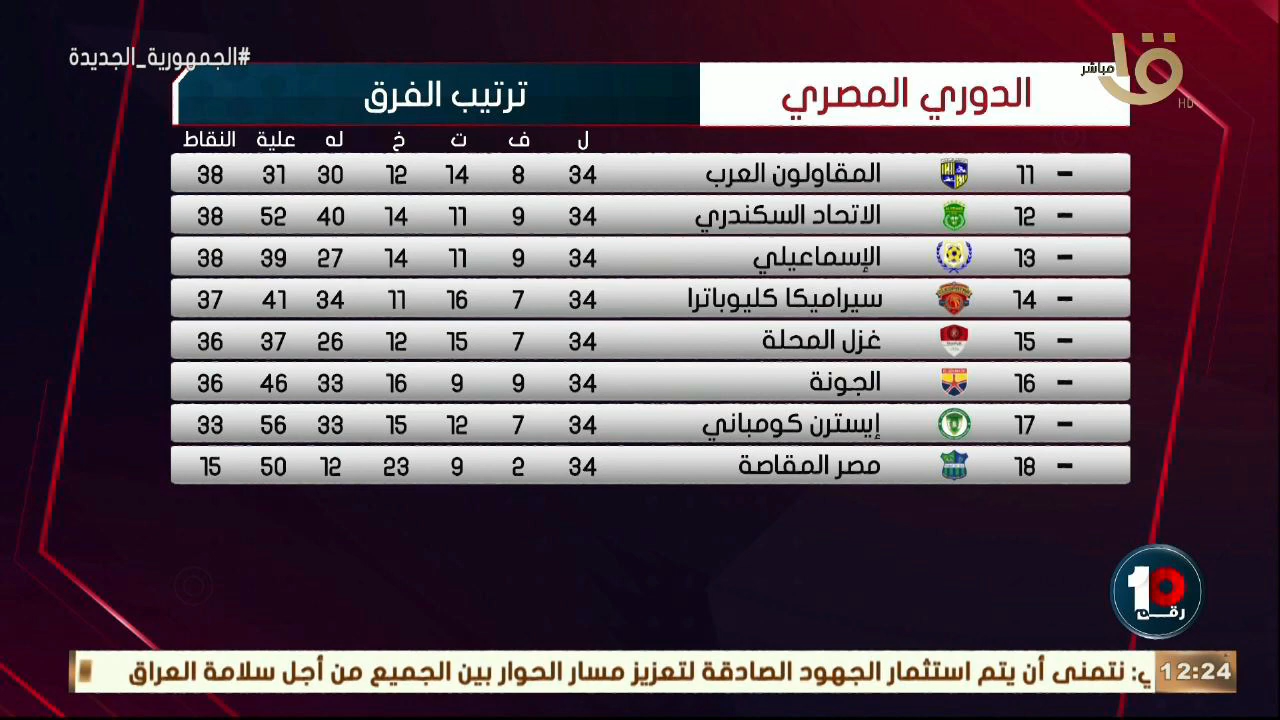 #الجمهورية_الجديدة
مباشر
HD
الدوري المصري
ترتيب الفرق
ل ف ت خ له علية النقاط
- 11 المقاولون العرب 34 8 14 12 30 31 38
- 12 الاتحاد السكندري 34 9 11 14 40 52 38
- 13 الإسماعيلي 34 9 11 14 27 39 38
- 14 سيراميكا كليوباترا 34 7 16 11 34 41 37
- 15 غزل المحلة 34 7 15 12 26 37 36
- 16 الجونة 34 9 9 16 33 46 36
- 17 إيسترن كومباني 34 7 12 15 33 56 33
- 18 مصر المقاصة 34 2 9 23 12 50 15
رقم 10
12:24 ي: نتمنى أن يتم استثمار الجهود الصادقة لتعزيز مسار الحوار بين الجميع من أجل سلامة العراق